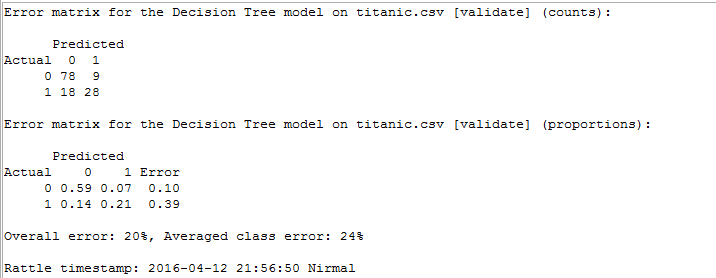 Error matrix for the Decision Tree model on titanic.csv [validate] (counts):
Predicted
Actual 0 1
0 78 9
1 18 28
Error matrix for the Decision Tree model on titanic.csv [validate] (proportions):
Predicted
Actual 0 1 Error
0 0.59 0.07 0.10
1 0.14 0.21 0.39
Overall error: 20%, Averaged class error: 24%
Rattle timestamp: 2016-04-12 21:56:50 Nirmal